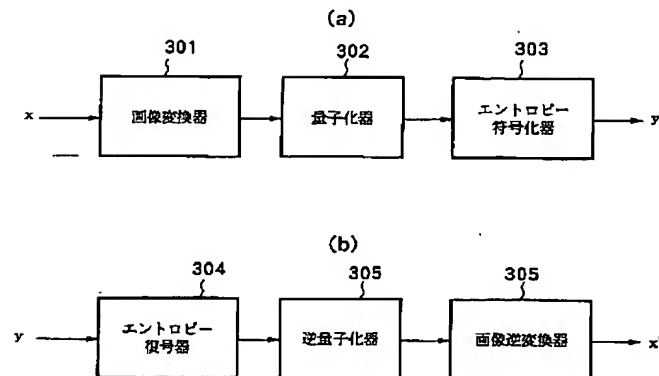 (a)
301 302 303
x 画像変換器 量子化器 エントロピー
符号化器 y
(b)
304 305 305
y エントロピー
復号器 逆量子化器 画像逆変換器 x'